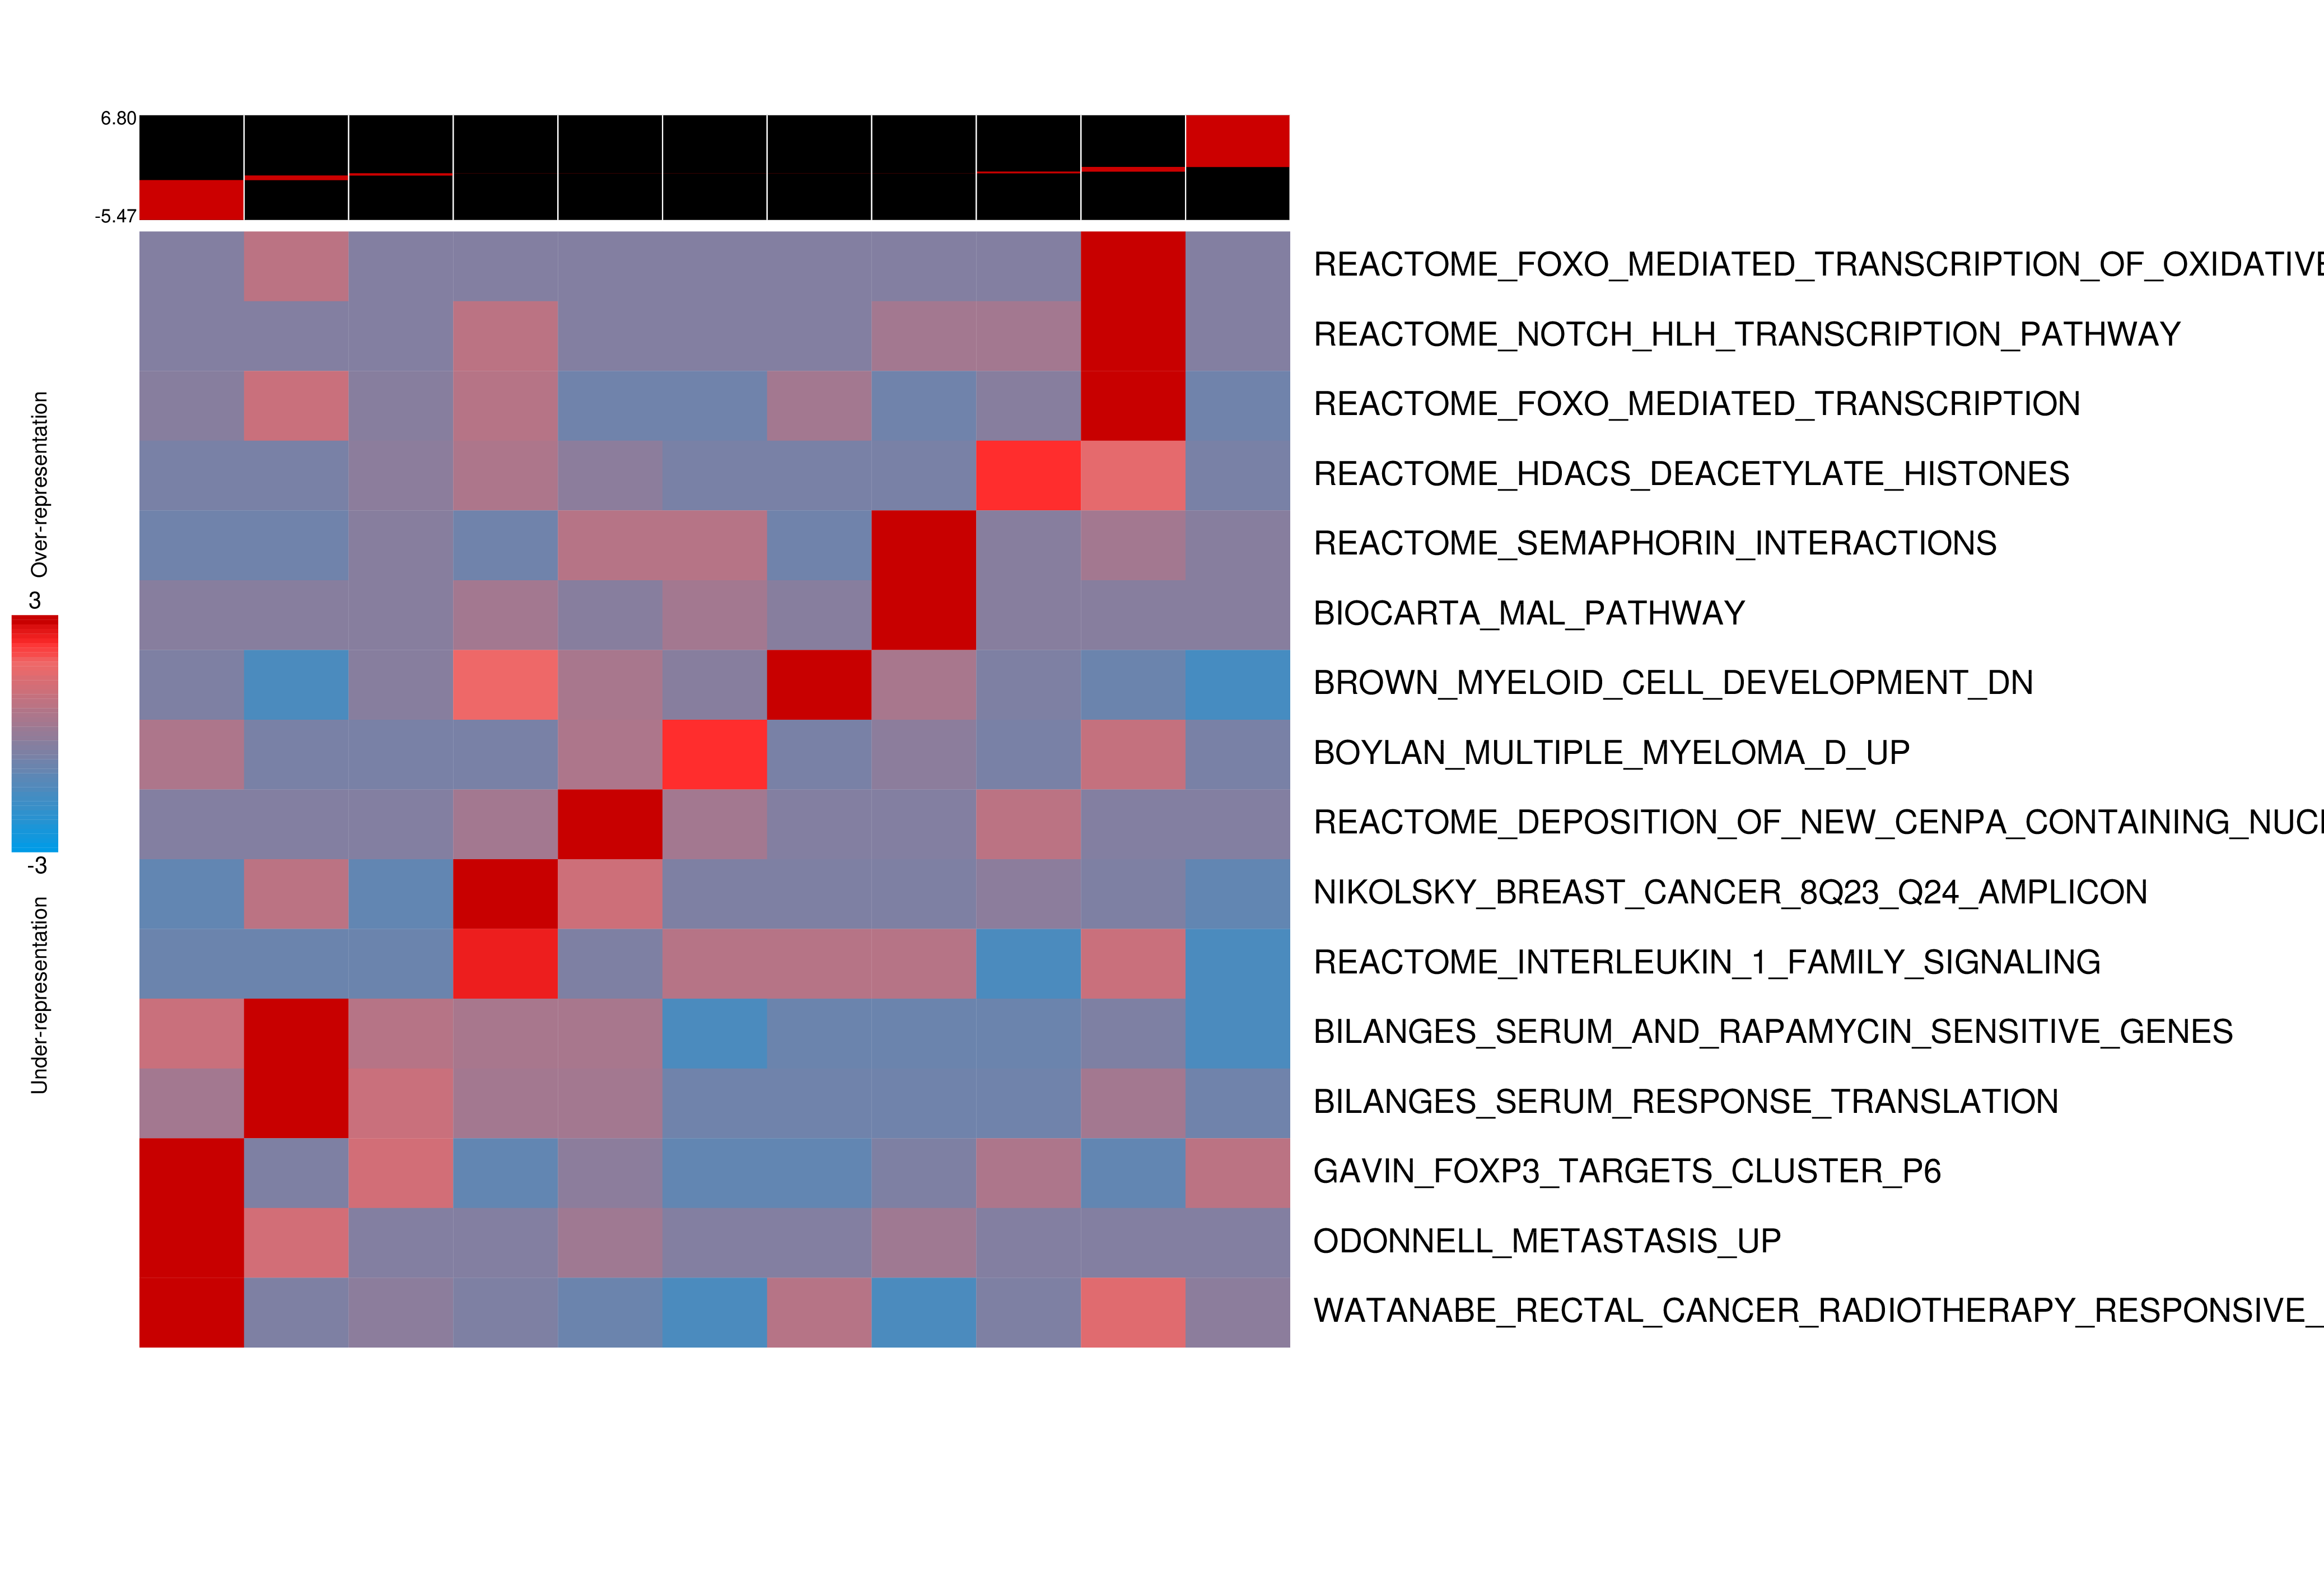 6.80
-5.47
REACTOME_FOXO_MEDIATED_TRANSCRIPTION_OF_OXIDATIVE
REACTOME_NOTCH_HLH_TRANSCRIPTION_PATHWAY
REACTOME_FOXO_MEDIATED_TRANSCRIPTION
REACTOME_HDACS_DEACETYLATE_HISTONES
REACTOME_SEMAPHORIN_INTERACTIONS
BIOCARTA_MAL_PATHWAY
BROWN_MYELOID_CELL_DEVELOPMENT_DN
BOYLAN_MULTIPLE_MYELOMA_D_UP
REACTOME_DEPOSITION_OF_NEW_CENPA_CONTAINING_NUCL
NIKOLSKY_BREAST_CANCER_8Q23_Q24_AMPLICON
REACTOME_INTERLEUKIN_1_FAMILY_SIGNALING
BILANGES_SERUM_AND_RAPAMYCIN_SENSITIVE_GENES
BILANGES_SERUM_RESPONSE_TRANSLATION
GAVIN_FOXP3_TARGETS_CLUSTER_P6
ODONNELL_METASTASIS_UP
WATANABE_RECTAL_CANCER_RADIOTHERAPY_RESPONSIVE_
Over-representation
3
-3
Under-representation